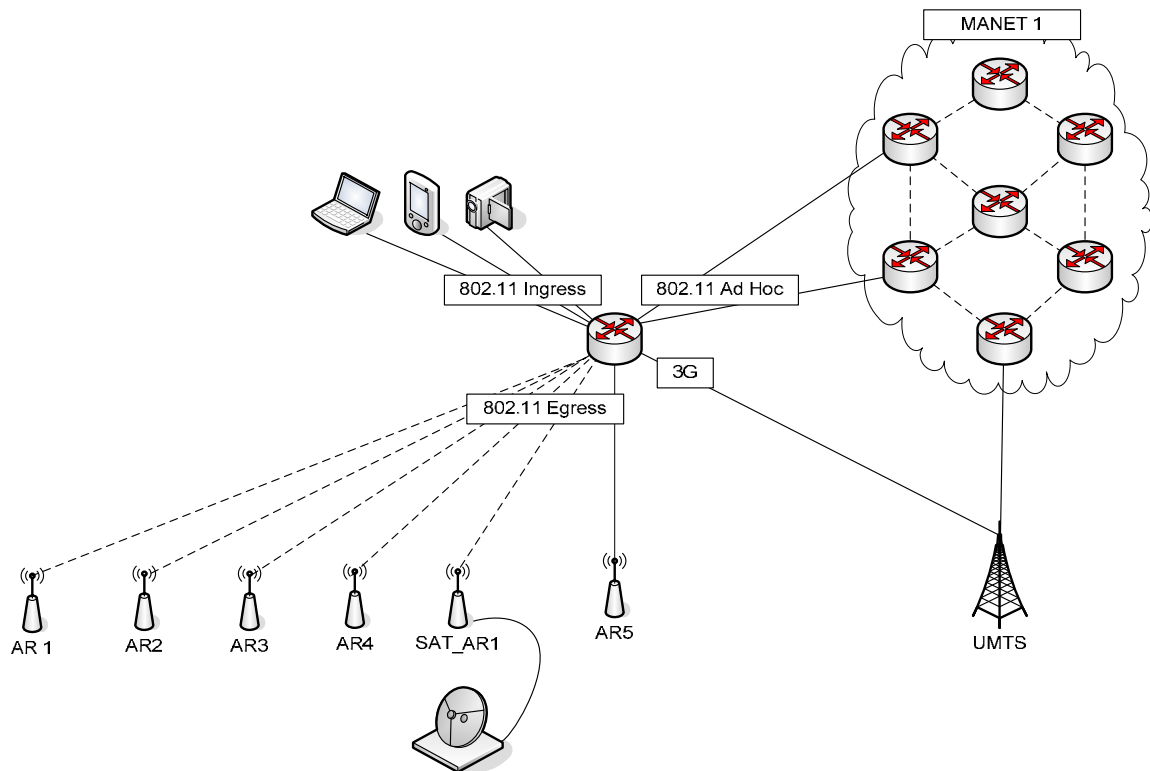 MANET 1
802.11 Ingress
802.11 Ad Hoc
3G
802.11 Egress
AR 1
AR2
AR3
AR4
SAT_AR1
AR5
UMTS